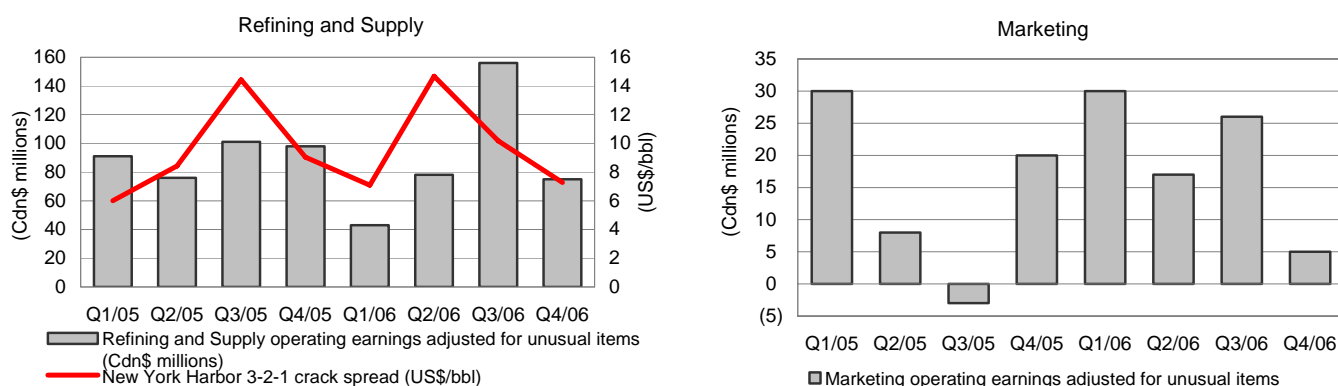 Refining and Supply
160
140
120
100
80
60
40
20
0
(Cdn$ millions)
16
14
12
10
8
6
4
2
0
(US$/bbl)
Q1/05 Q2/05 Q3/05 Q4/05 Q1/06 Q2/06 Q3/06 Q4/06
Refining and Supply operating earnings adjusted for unusual items
(Cdn$ millions)
New York Harbor 3-2-1 crack spread (US$/bbl)
Marketing
35
30
25
20
15
10
5
0
(5)
(Cdn$ millions)
Q1/05 Q2/05 Q3/05 Q4/05 Q1/06 Q2/06 Q3/06 Q4/06
Marketing operating earnings adjusted for unusual items